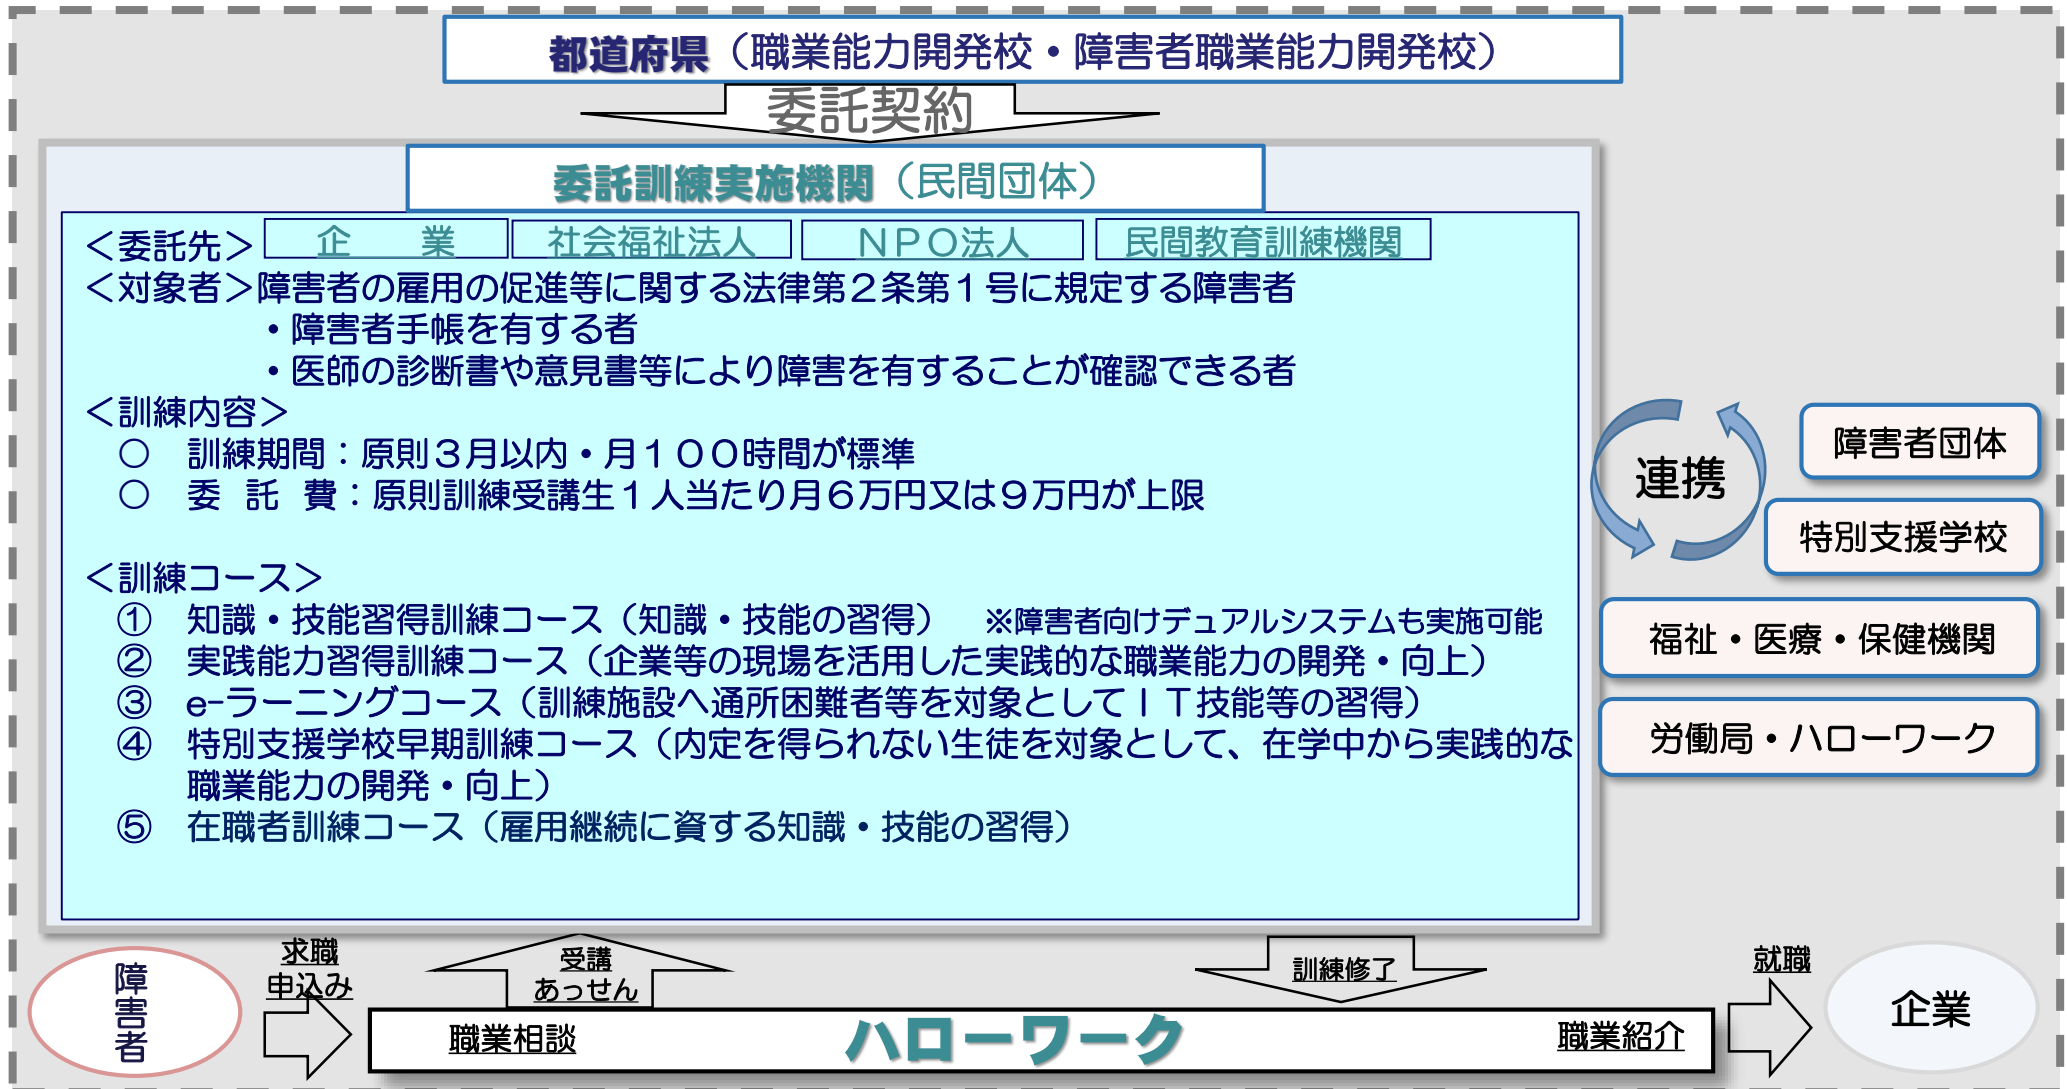 都道府県（職業能力開発校・障害者職業能力開発校）
委託契約
委託訓練実施機関（民間団体）
＜委託先＞ 企　　業 社会福祉法人 ＮＰＯ法人 民間教育訓練機関
＜対象者＞障害者の雇用の促進等に関する法律第２条第１号に規定する障害者
・障害者手帳を有する者
・医師の診断書や意見書等により障害を有することが確認できる者
＜訓練内容＞
○　訓練期間：原則３月以内・月１００時間が標準
○　委 託 費：原則訓練受講生１人当たり月６万円又は９万円が上限
＜訓練コース＞
①　知識・技能習得訓練コース（知識・技能の習得）　※障害者向けデュアルシステムも実施可能
②　実践能力習得訓練コース（企業等の現場を活用した実践的な職業能力の開発・向上）
③　e-ラーニングコース（訓練施設へ通所困難者等を対象としてＩＴ技能等の習得）
④　特別支援学校早期訓練コース（内定を得られない生徒を対象として、在学中から実践的な
職業能力の開発・向上）
⑤　在職者訓練コース（雇用継続に資する知識・技能の習得）
連携
障害者団体
特別支援学校
福祉・医療・保健機関
労働局・ハローワーク
障害者
求職
申込み
受講
あっせん
訓練修了
就職
職業相談
ハローワーク
職業紹介
企業